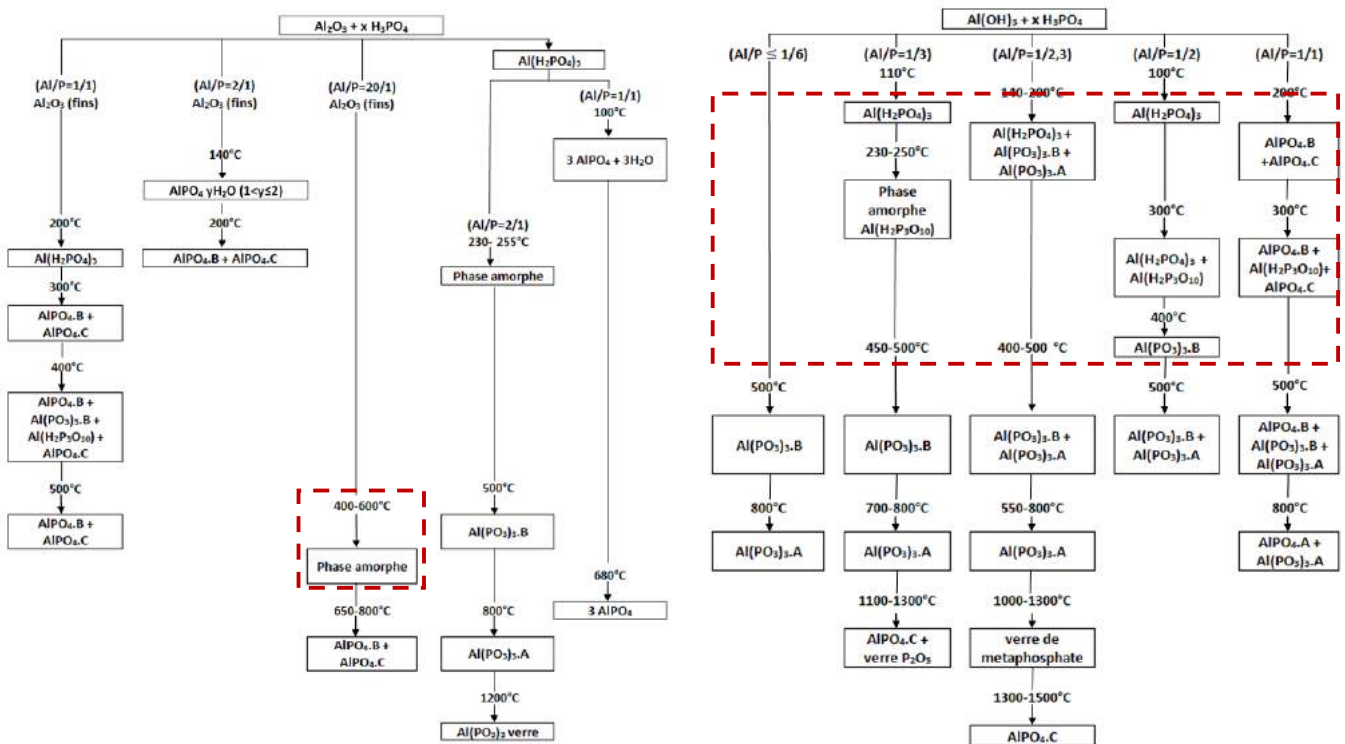 Al₂O₃ + x H₃PO₄
Al(H₂PO₄)₃
(Al/P=1/1)
Al₂O₃ (fins)
200°C
Al(H₂PO₄)₃
300°C
AlPO₄.B +
AlPO₄.C
400°C
AlPO₄.B +
Al(PO₃)₃.B +
Al(H₂P₃O₁₀) +
AlPO₄.C
500°C
AlPO₄.B +
AlPO₄.C
(Al/P=2/1)
Al₂O₃ (fins)
140°C
AlPO₄ yH₂O (1<y≤2)
200°C
AlPO₄.B + AlPO₄.C
(Al/P=20/1)
Al₂O₃ (fins)
400-600°C
Phase amorphe
650-800°C
AlPO₄.B +
AlPO₄.C
(Al/P=2/1)
230- 255°C
Phase amorphe
500°C
Al(PO₃)₃.B
800°C
Al(PO₃)₃.A
1200°C
Al(PO₃)₃ verre
(Al/P=1/1)
100°C
3 AlPO₄ + 3H₂O
680°C
3 AlPO₄
Al(OH)₃ + x H₃PO₄
(Al/P ≦ 1/6)
500°C
Al(PO₃)₃.B
800°C
Al(PO₃)₃.A
(Al/P=1/3)
110°C
Al(H₂PO₄)₃
230-250°C
Phase
amorphe
Al(H₂P₃O₁₀)
450-500°C
Al(PO₃)₃.B
700-800°C
Al(PO₃)₃.A
1100-1300°C
AlPO₄.C +
verre P₂O₅
(Al/P=1/2,3)
140-200°C
Al(H₂PO₄)₃ +
Al(PO₃)₃.B +
Al(PO₃)₃.A
400-500 °C
Al(PO₃)₃.B +
Al(PO₃)₃.A
550-800°C
Al(PO₃)₃.A
1000-1300°C
verre de
metaphosphate
1300-1500°C
AlPO₄.C
(Al/P=1/2)
100°C
Al(H₂PO₄)₃
300°C
Al(H₂PO₄)₃ +
Al(H₂P₃O₁₀)
400°C
Al(PO₃)₃.B
500°C
Al(PO₃)₃.B +
Al(PO₃)₃.A
(Al/P=1/1)
200°C
AlPO₄.B
+AlPO₄.C
300°C
AlPO₄.B +
Al(H₂P₃O₁₀)+
AlPO₄.C
500°C
AlPO₄.B +
Al(PO₃)₃.B +
Al(PO₃)₃.A
800°C
AlPO₄.A +
Al(PO₃)₃.A